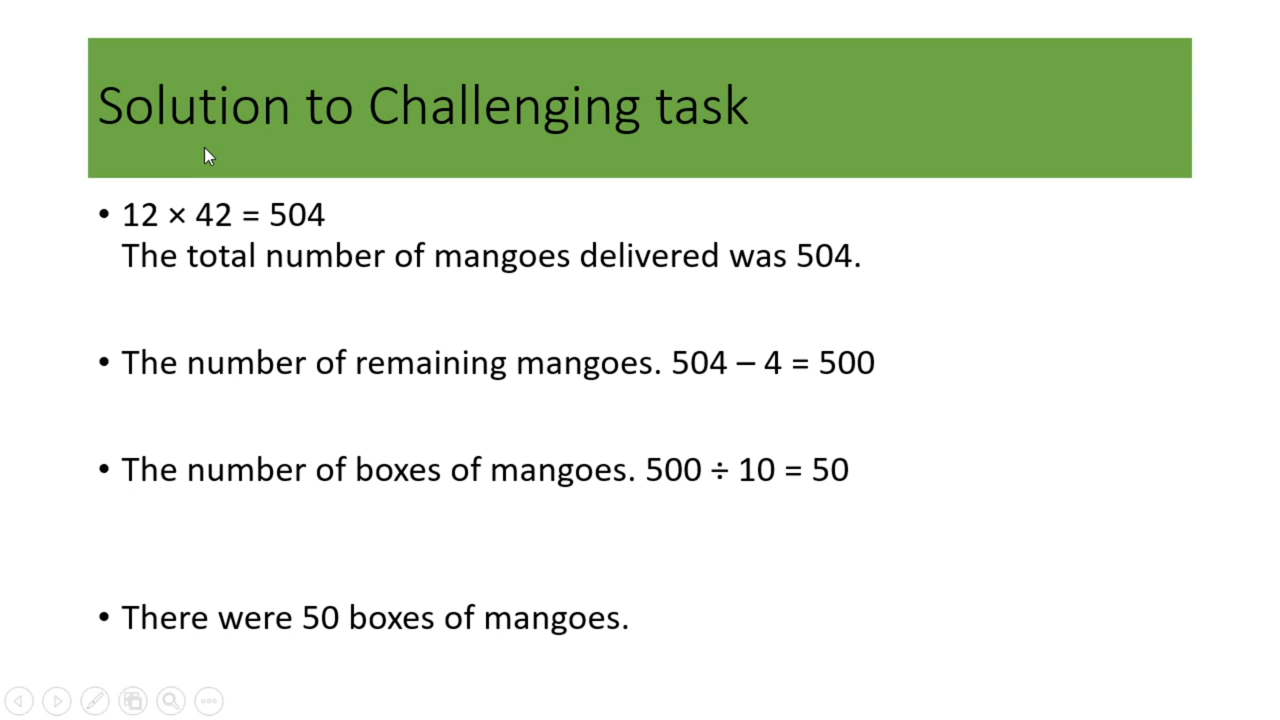 Solution to Challenging task
• 12 × 42 = 504
The total number of mangoes delivered was 504.
• The number of remaining mangoes. 504 – 4 = 500
• The number of boxes of mangoes. 500 ÷ 10 = 50
• There were 50 boxes of mangoes.